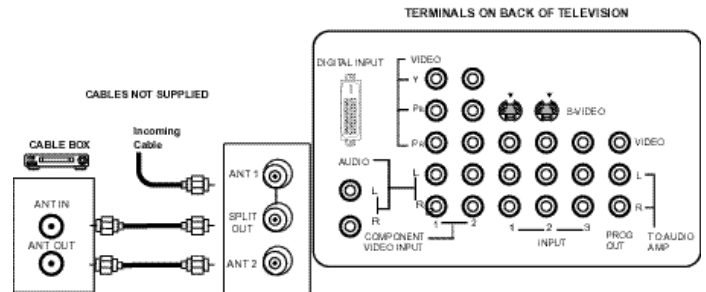 TERMINALS ON BACK OF TELEVISION
CABLES NOT SUPPLIED
CABLE BOX
Incoming
Cable
ANT IN
ANT OUT
ANT 1
SPLIT
OUT
ANT 2
DIGITAL INPUT
VIDEO
Y
PB
PR
S-VIDEO
VIDEO
AUDIO
L
R
L
R
L
R
1 2
COMPONENT
VIDEO INPUT
1 2 3
INPUT
PROG
OUT
TO AUDIO
AMP